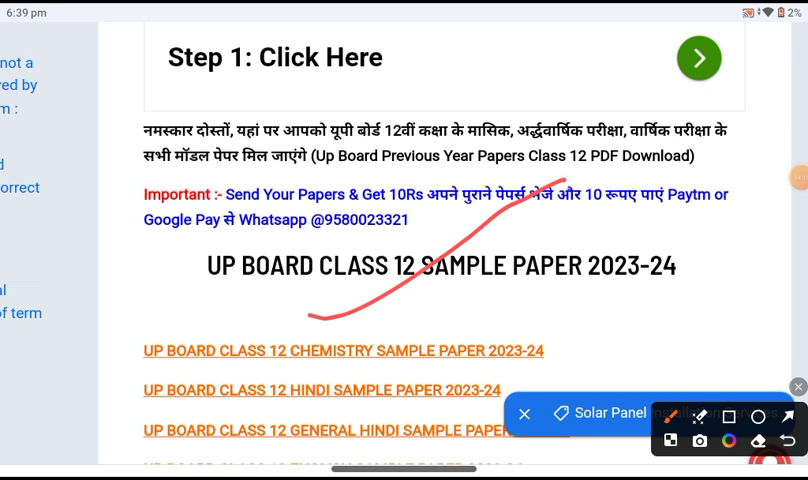 6:39 pm
2%
not a
ed by
m :
d
orrect
al
of term
Step 1: Click Here
नमस्कार दोस्तों, यहां पर आपको यूपी बोर्ड 12वीं कक्षा के मासिक, अर्द्धवार्षिक परीक्षा, वार्षिक परीक्षा के
सभी मॉडल पेपर मिल जाएंगे (Up Board Previous Year Papers Class 12 PDF Download)
Important :- Send Your Papers & Get 10Rs अपने पुराने पेपर्स भेजे और 10 रूपए पाएं Paytm or
Google Pay से Whatsapp @9580023321
UP BOARD CLASS 12 SAMPLE PAPER 2023-24
UP BOARD CLASS 12 CHEMISTRY SAMPLE PAPER 2023-24
UP BOARD CLASS 12 HINDI SAMPLE PAPER 2023-24
UP BOARD CLASS 12 GENERAL HINDI SAMPLE PAPER
Solar Panel